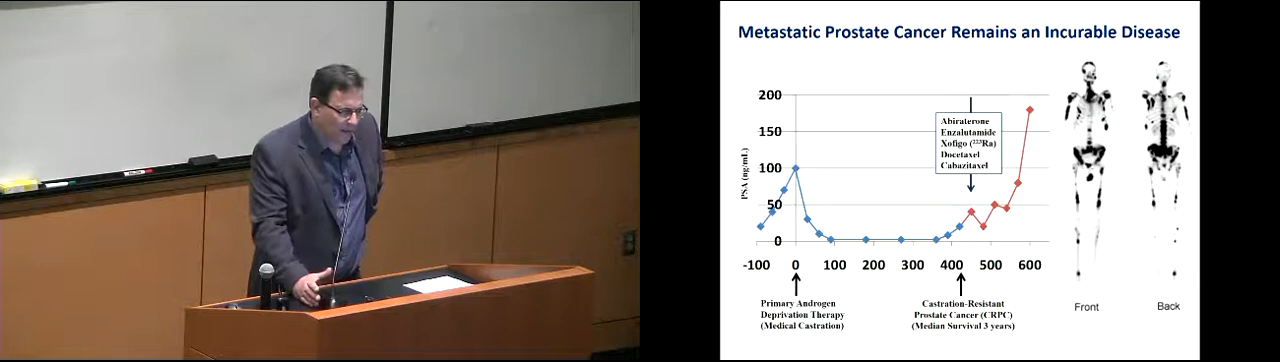 Metastatic Prostate Cancer Remains an Incurable Disease
200
150
100
50
0
PSA (ng/mL)
-100 0 100 200 300 400 500 600
Abiraterone
Enzalutamide
Xofigo (²²³Ra)
Docetaxel
Cabazitaxel
Primary Androgen
Deprivation Therapy
(Medical Castration)
Castration-Resistant
Prostate Cancer (CRPC)
(Median Survival 3 years)
Front
Back